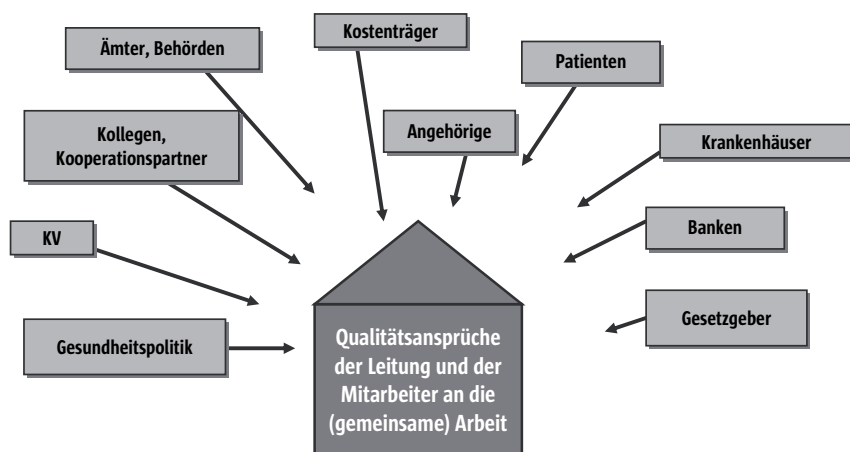 Kostenträger
Ämter, Behörden
Patienten
Kollegen,
Kooperationspartner
Angehörige
Krankenhäuser
KV
Banken
Gesundheitspolitik
Gesetzgeber
Qualitätsansprüche
der Leitung und der
Mitarbeiter an die
(gemeinsame) Arbeit